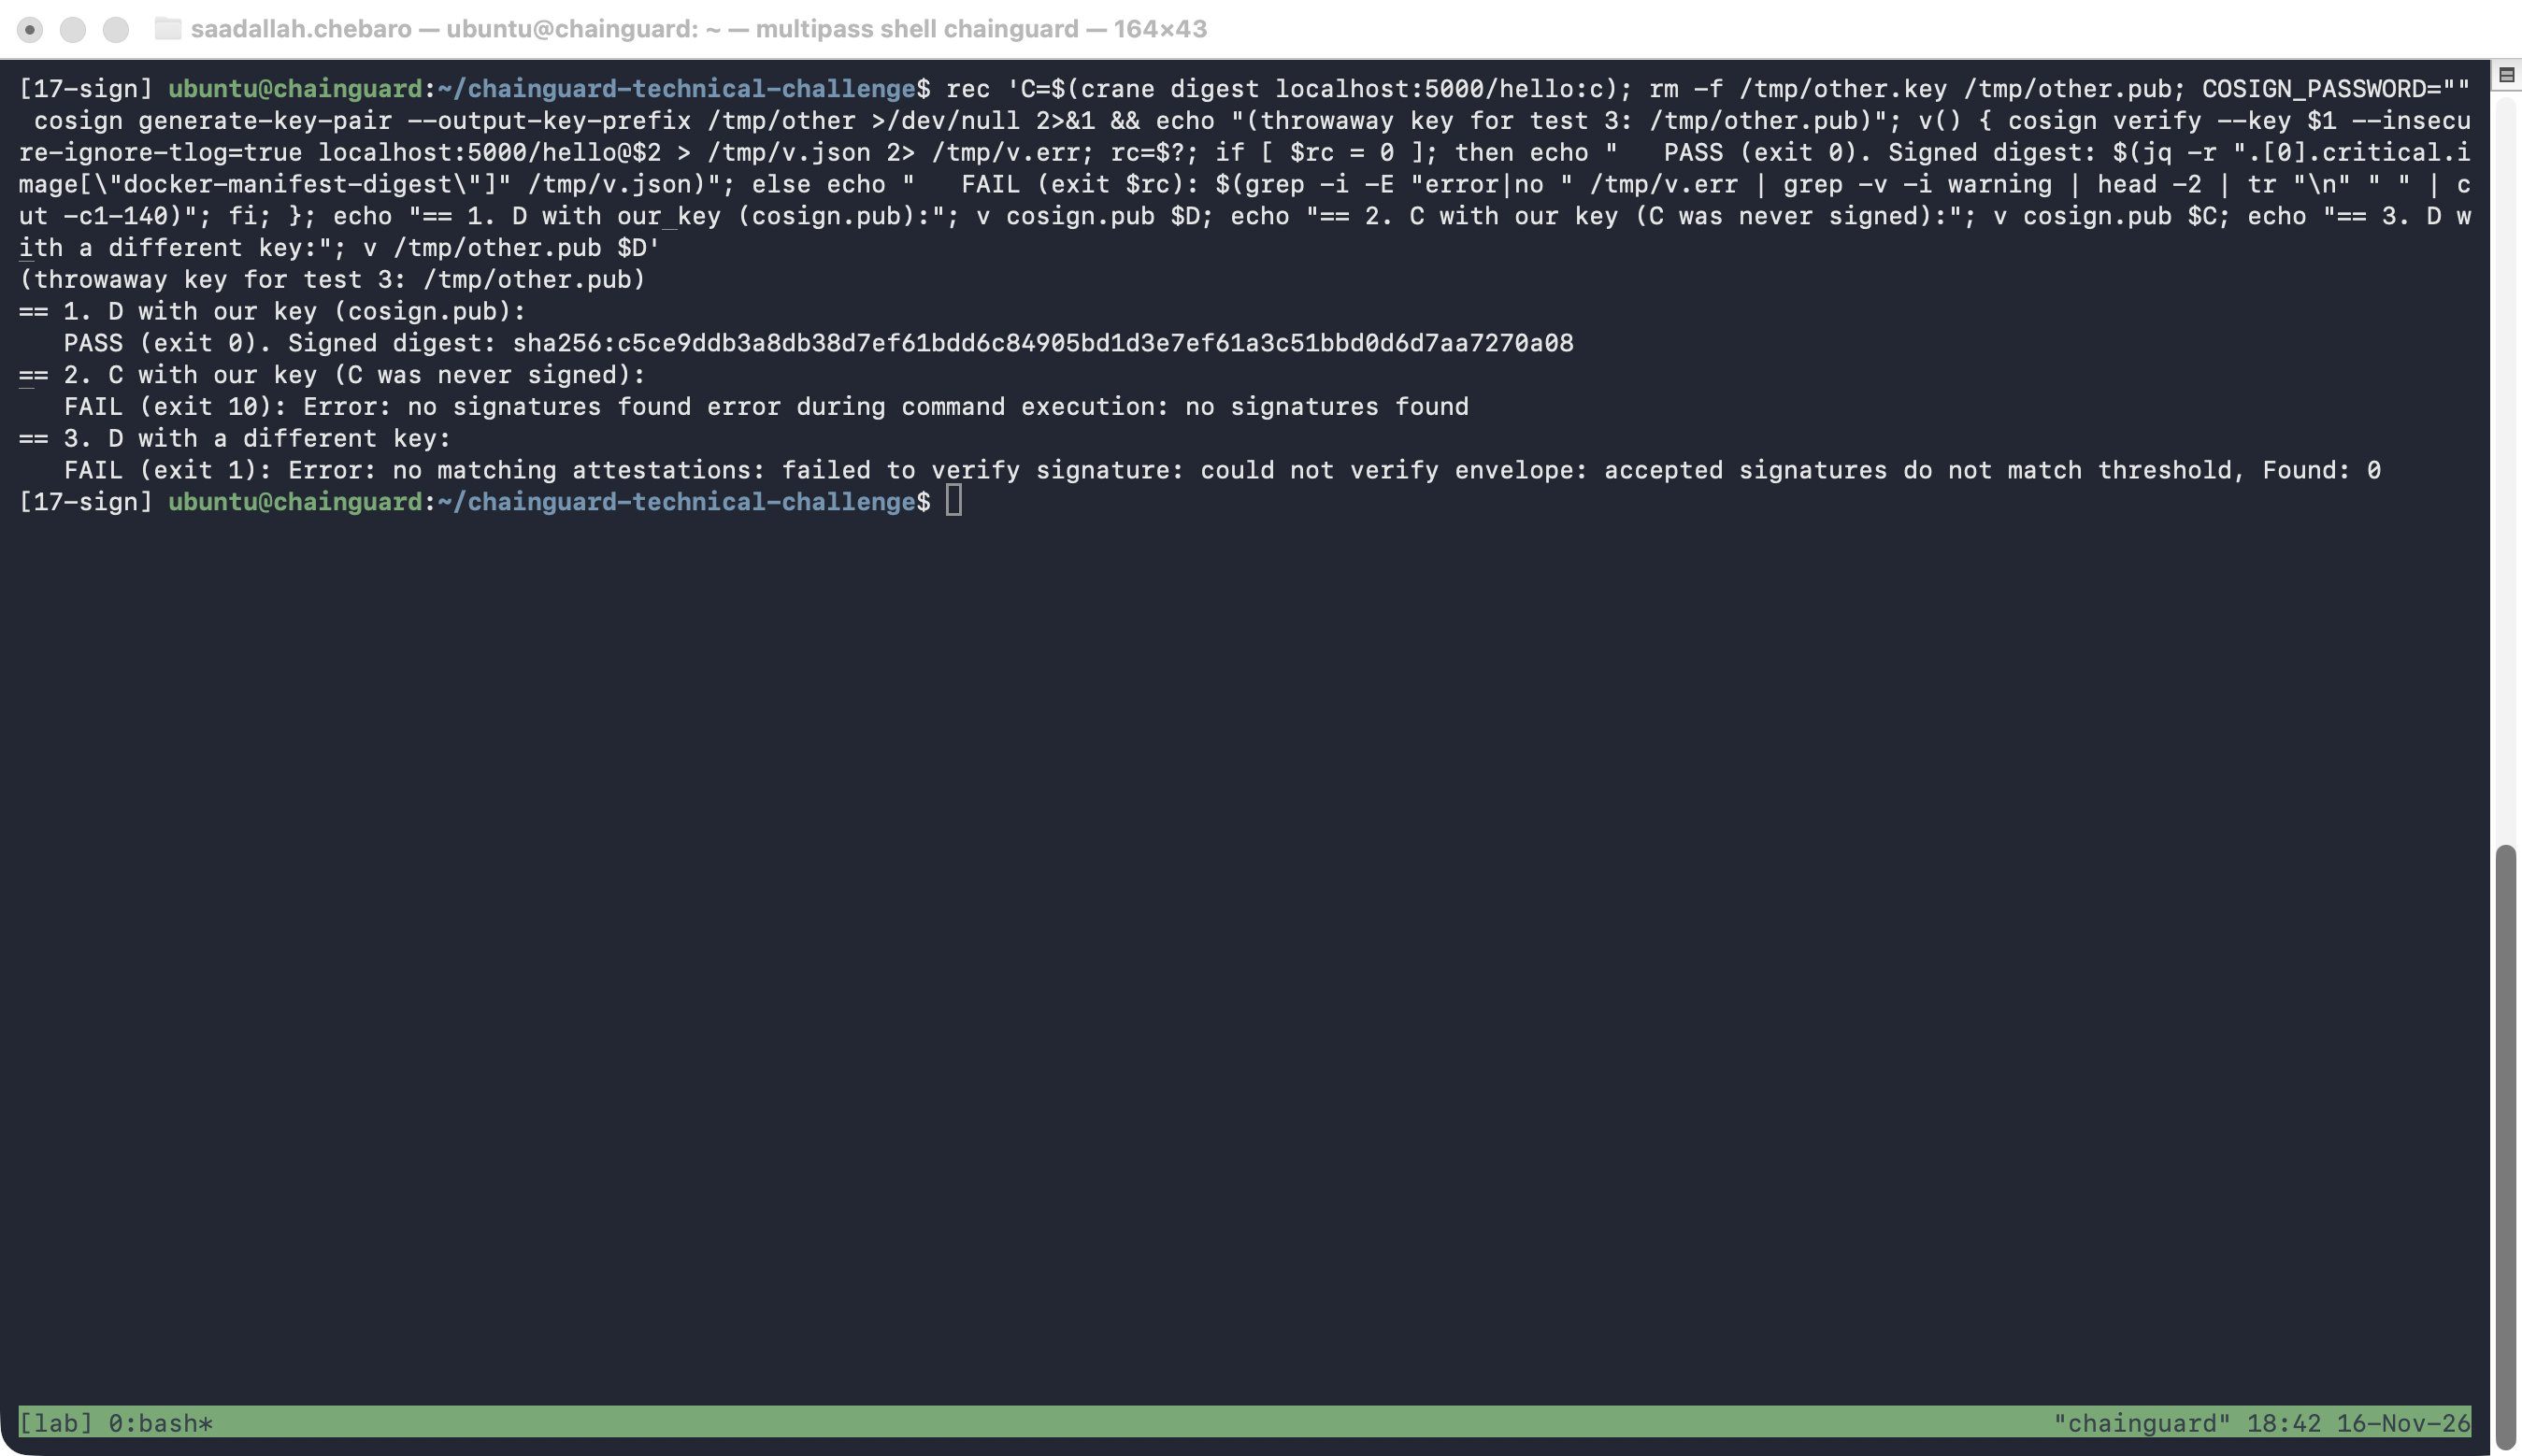 saadallah.chebaro — ubuntu@chainguard: ~ — multipass shell chainguard — 164×43
[17-sign] ubuntu@chainguard:~/chainguard-technical-challenge$ rec 'C=$(crane digest localhost:5000/hello:c); rm -f /tmp/other.key /tmp/other.pub; COSIGN_PASSWORD=""
 cosign generate-key-pair --output-key-prefix /tmp/other >/dev/null 2>&1 && echo "(throwaway key for test 3: /tmp/other.pub)"; v() { cosign verify --key $1 --insecu
re-ignore-tlog=true localhost:5000/hello@$2 > /tmp/v.json 2> /tmp/v.err; rc=$?; if [ $rc = 0 ]; then echo "   PASS (exit 0). Signed digest: $(jq -r ".[0].critical.i
mage[\"docker-manifest-digest\"]" /tmp/v.json)"; else echo "   FAIL (exit $rc): $(grep -i -E "error|no " /tmp/v.err | grep -v -i warning | head -2 | tr "\n" " " | c
ut -c1-140)"; fi; }; echo "== 1. D with our key (cosign.pub):"; v cosign.pub $D; echo "== 2. C with our key (C was never signed):"; v cosign.pub $C; echo "== 3. D w
ith a different key:"; v /tmp/other.pub $D'
(throwaway key for test 3: /tmp/other.pub)
== 1. D with our key (cosign.pub):
   PASS (exit 0). Signed digest: sha256:c5ce9ddb3a8db38d7ef61bdd6c84905bd1d3e7ef61a3c51bbd0d6d7aa7270a08
== 2. C with our key (C was never signed):
   FAIL (exit 10): Error: no signatures found error during command execution: no signatures found
== 3. D with a different key:
   FAIL (exit 1): Error: no matching attestations: failed to verify signature: could not verify envelope: accepted signatures do not match threshold, Found: 0
[17-sign] ubuntu@chainguard:~/chainguard-technical-challenge$
[lab] 0:bash* "chainguard" 18:42 16-Nov-26